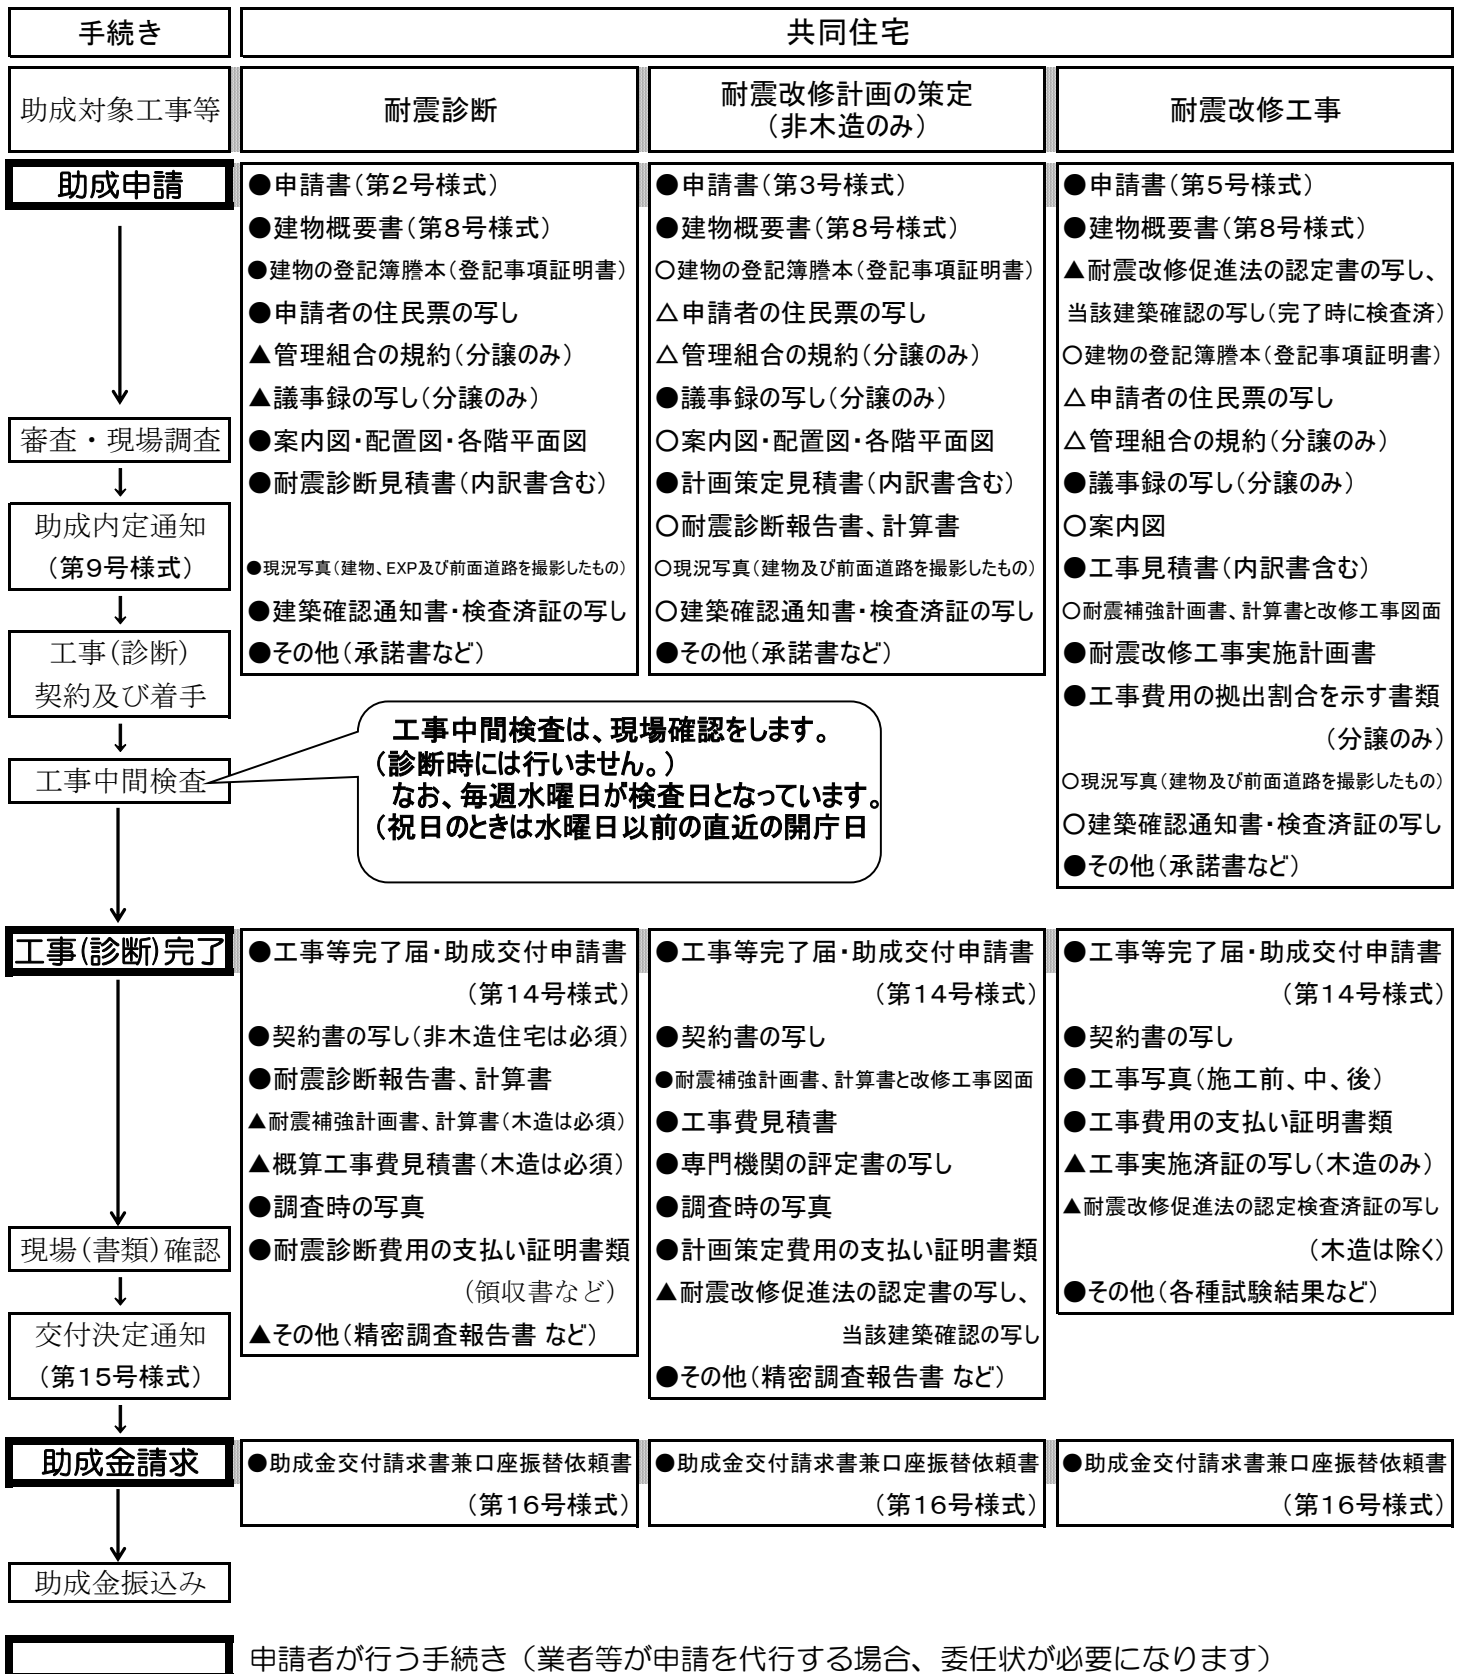 手続き
共同住宅
助成対象工事等
耐震診断
耐震改修計画の策定
(非木造のみ)
耐震改修工事
助成申請
審査・現場調査
助成内定通知
(第9号様式)
工事(診断)
契約及び着手
工事中間検査
●申請書(第2号様式)
●建物概要書(第8号様式)
●建物の登記簿謄本(登記事項証明書)
●申請者の住民票の写し
▲管理組合の規約(分譲のみ)
▲議事録の写し(分譲のみ)
●案内図・配置図・各階平面図
●耐震診断見積書(内訳書含む)
●現況写真(建物、EXP及び前面道路を撮影したもの)
●建築確認通知書・検査済証の写し
●その他(承諾書など)
●申請書(第3号様式)
●建物概要書(第8号様式)
○建物の登記簿謄本(登記事項証明書)
△申請者の住民票の写し
△管理組合の規約(分譲のみ)
●議事録の写し(分譲のみ)
○案内図・配置図・各階平面図
●計画策定見積書(内訳書含む)
○耐震診断報告書、計算書
○現況写真(建物及び前面道路を撮影したもの)
○建築確認通知書・検査済証の写し
●その他(承諾書など)
●申請書(第5号様式)
●建物概要書(第8号様式)
▲耐震改修促進法の認定書の写し、
当該建築確認の写し(完了時に検査済)
○建物の登記簿謄本(登記事項証明書)
△申請者の住民票の写し
△管理組合の規約(分譲のみ)
●議事録の写し(分譲のみ)
○案内図
●工事見積書(内訳書含む)
○耐震補強計画書、計算書と改修工事図面
●耐震改修工事実施計画書
●工事費用の拠出割合を示す書類
(分譲のみ)
○現況写真(建物及び前面道路を撮影したもの)
○建築確認通知書・検査済証の写し
●その他(承諾書など)
工事中間検査は、現場確認をします。
(診断時には行いません。)
なお、毎週水曜日が検査日となっています。
(祝日のときは水曜日以前の直近の開庁日
工事(診断)完了
現場(書類)確認
交付決定通知
(第15号様式)
●工事等完了届・助成交付申請書
(第14号様式)
●契約書の写し(非木造住宅は必須)
●耐震診断報告書、計算書
▲耐震補強計画書、計算書(木造は必須)
▲概算工事費見積書(木造は必須)
●調査時の写真
●耐震診断費用の支払い証明書類
(領収書など)
▲その他(精密調査報告書 など)
●工事等完了届・助成交付申請書
(第14号様式)
●契約書の写し
●耐震補強計画書、計算書と改修工事図面
●工事費見積書
●専門機関の評定書の写し
●調査時の写真
●計画策定費用の支払い証明書類
▲耐震改修促進法の認定書の写し、
当該建築確認の写し
●その他(精密調査報告書 など)
●工事等完了届・助成交付申請書
(第14号様式)
●契約書の写し
●工事写真(施工前、中、後)
●工事費用の支払い証明書類
▲工事実施済証の写し(木造のみ)
▲耐震改修促進法の認定検査済証の写し
(木造は除く)
●その他(各種試験結果など)
助成金請求
●助成金交付請求書兼口座振替依頼書
(第16号様式)
●助成金交付請求書兼口座振替依頼書
(第16号様式)
●助成金交付請求書兼口座振替依頼書
(第16号様式)
助成金振込み
申請者が行う手続き(業者等が申請を代行する場合、委任状が必要になります)